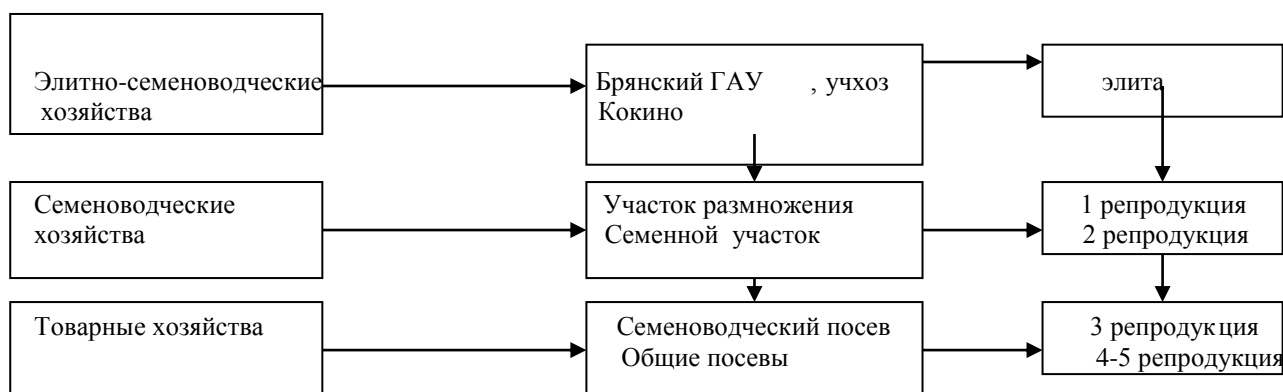 Элитно-семеноводческие
хозяйства
Брянский ГАУ , учхоз
Кокино
элита
Семеноводческие
хозяйства
Участок размножения
Семенной участок
1 репродукция
2 репродукция
Товарные хозяйства
Семеноводческий посев
Общие посевы
3 репродукция
4-5 репродукция